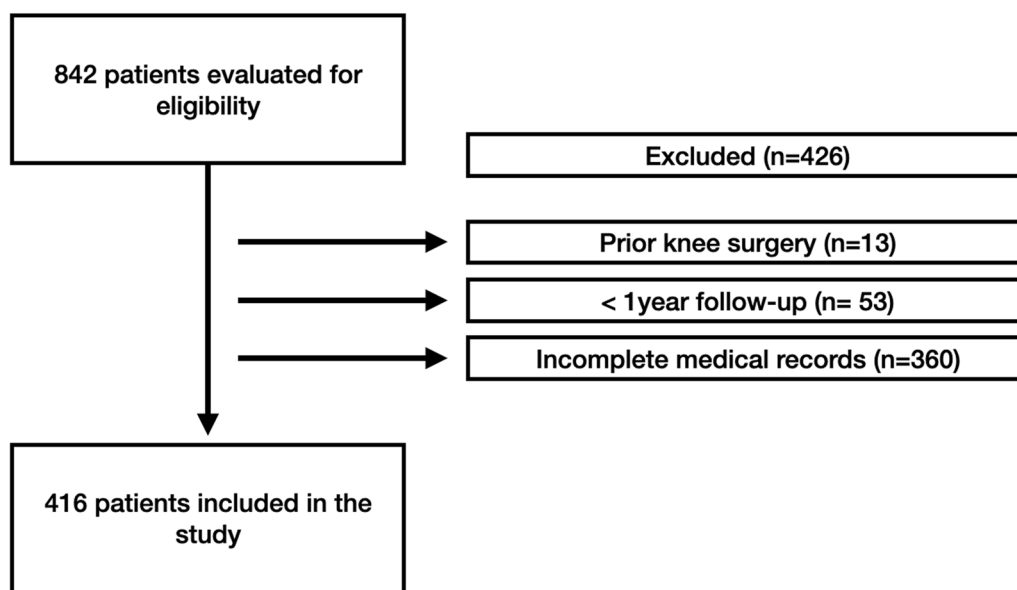 842 patients evaluated for
eligibility
Excluded (n=426)
Prior knee surgery (n=13)
< 1year follow-up (n= 53)
Incomplete medical records (n=360)
416 patients included in the
study